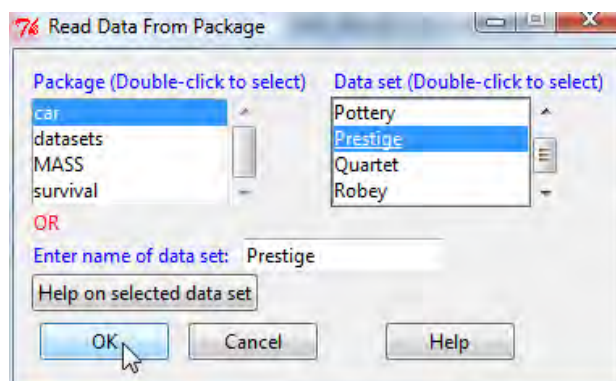 Read Data From Package
Package (Double-click to select) Data set (Double-click to select)
car Pottery
datasets Prestige
MASS Quartet
survival Robey
OR
Enter name of data set: Prestige
Help on selected data set
OK Cancel Help